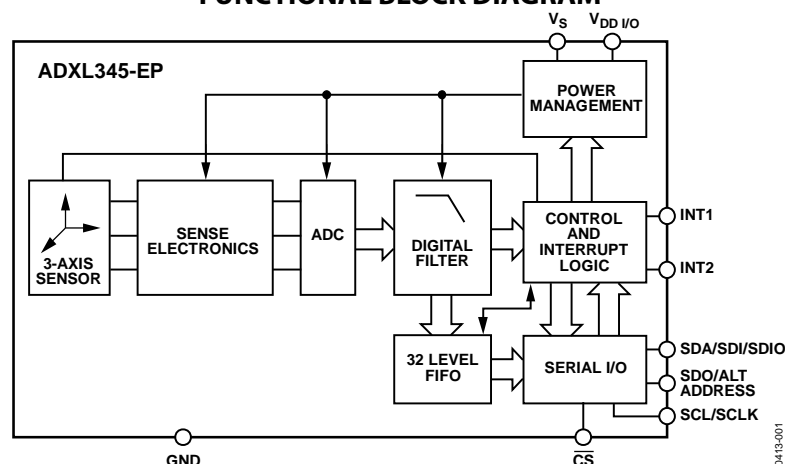 FUNCTIONAL BLOCK DIAGRAM
VS VDD I/O
ADXL345-EP
POWER
MANAGEMENT
3-AXIS
SENSOR
SENSE
ELECTRONICS
ADC
DIGITAL
FILTER
CONTROL
AND
INTERRUPT
LOGIC
INT1
INT2
32 LEVEL
FIFO
SERIAL I/O
SDA/SDI/SDIO
SDO/ALT
ADDRESS
SCL/SCLK
GND
CS
0413-001